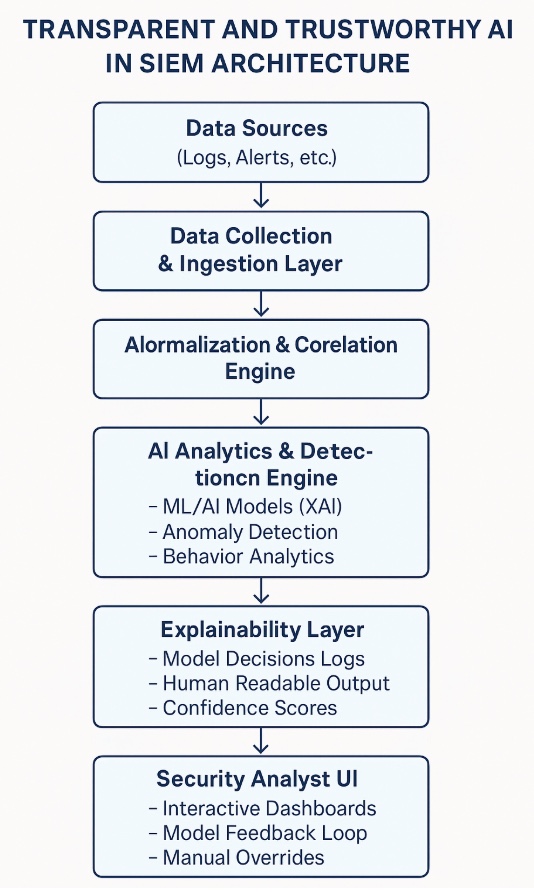 TRANSPARENT AND TRUSTWORTHY AI
IN SIEM ARCHITECTURE
Data Sources
(Logs, Alerts, etc.)
Data Collection
& Ingestion Layer
Alormalization & Corelation
Engine
AI Analytics & Detec-
tioncn Engine
– ML/AI Models (XAI)
– Anomaly Detection
– Behavior Analytics
Explainability Layer
– Model Decisions Logs
– Human Readable Output
– Confidence Scores
Security Analyst UI
– Interactive Dashboards
– Model Feedback Loop
– Manual Overrides